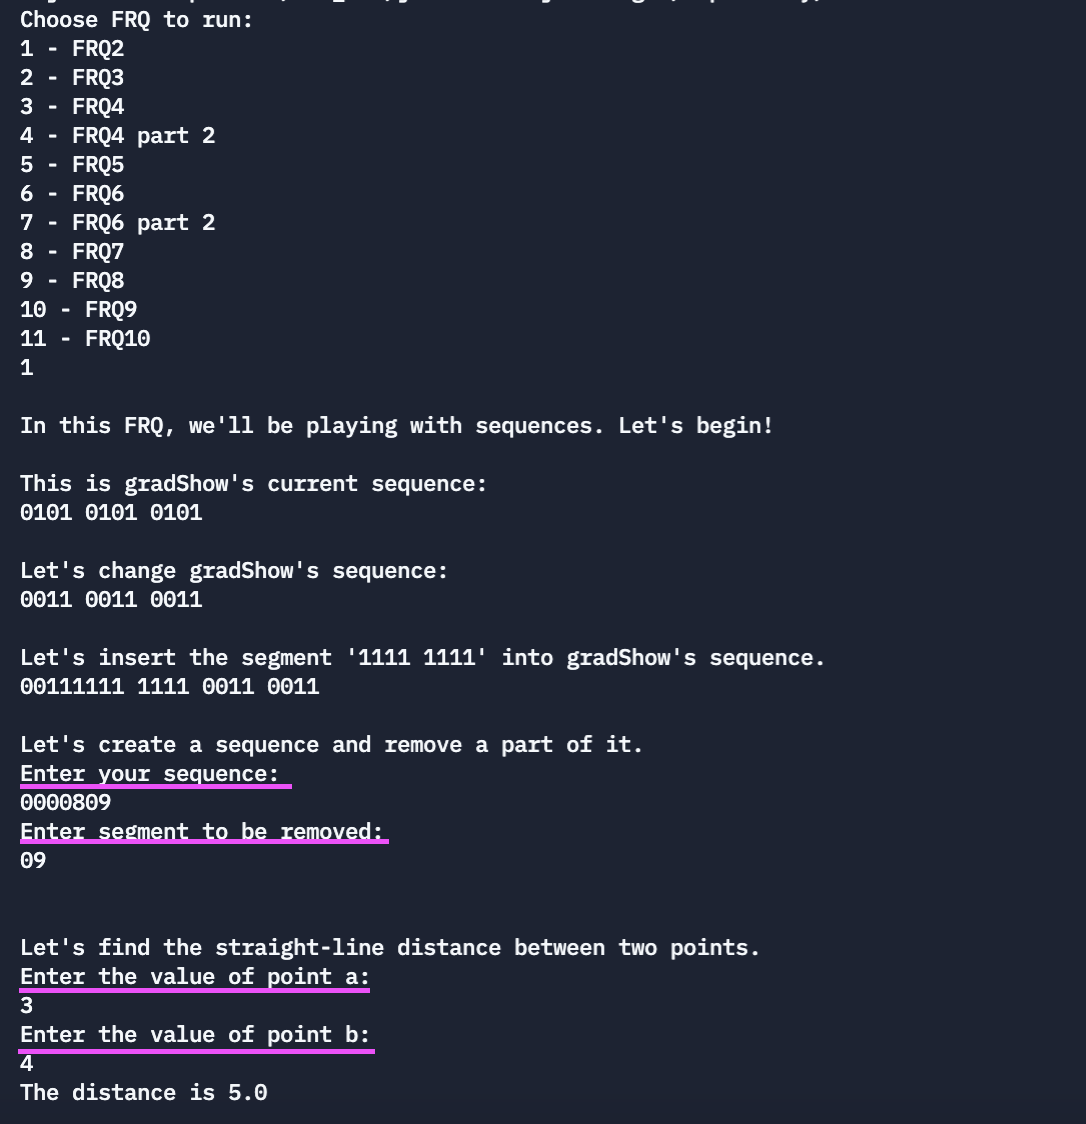 Choose FRQ to run:
1 - FRQ2
2 - FRQ3
3 - FRQ4
4 - FRQ4 part 2
5 - FRQ5
6 - FRQ6
7 - FRQ6 part 2
8 - FRQ7
9 - FRQ8
10 - FRQ9
11 - FRQ10
1
In this FRQ, we'll be playing with sequences. Let's begin!
This is gradShow's current sequence:
0101 0101 0101
Let's change gradShow's sequence:
0011 0011 0011
Let's insert the segment '1111 1111' into gradShow's sequence.
00111111 1111 0011 0011
Let's create a sequence and remove a part of it.
Enter your sequence:
0000809
Enter segment to be removed:
09
Let's find the straight-line distance between two points.
Enter the value of point a:
3
Enter the value of point b:
4
The distance is 5.0